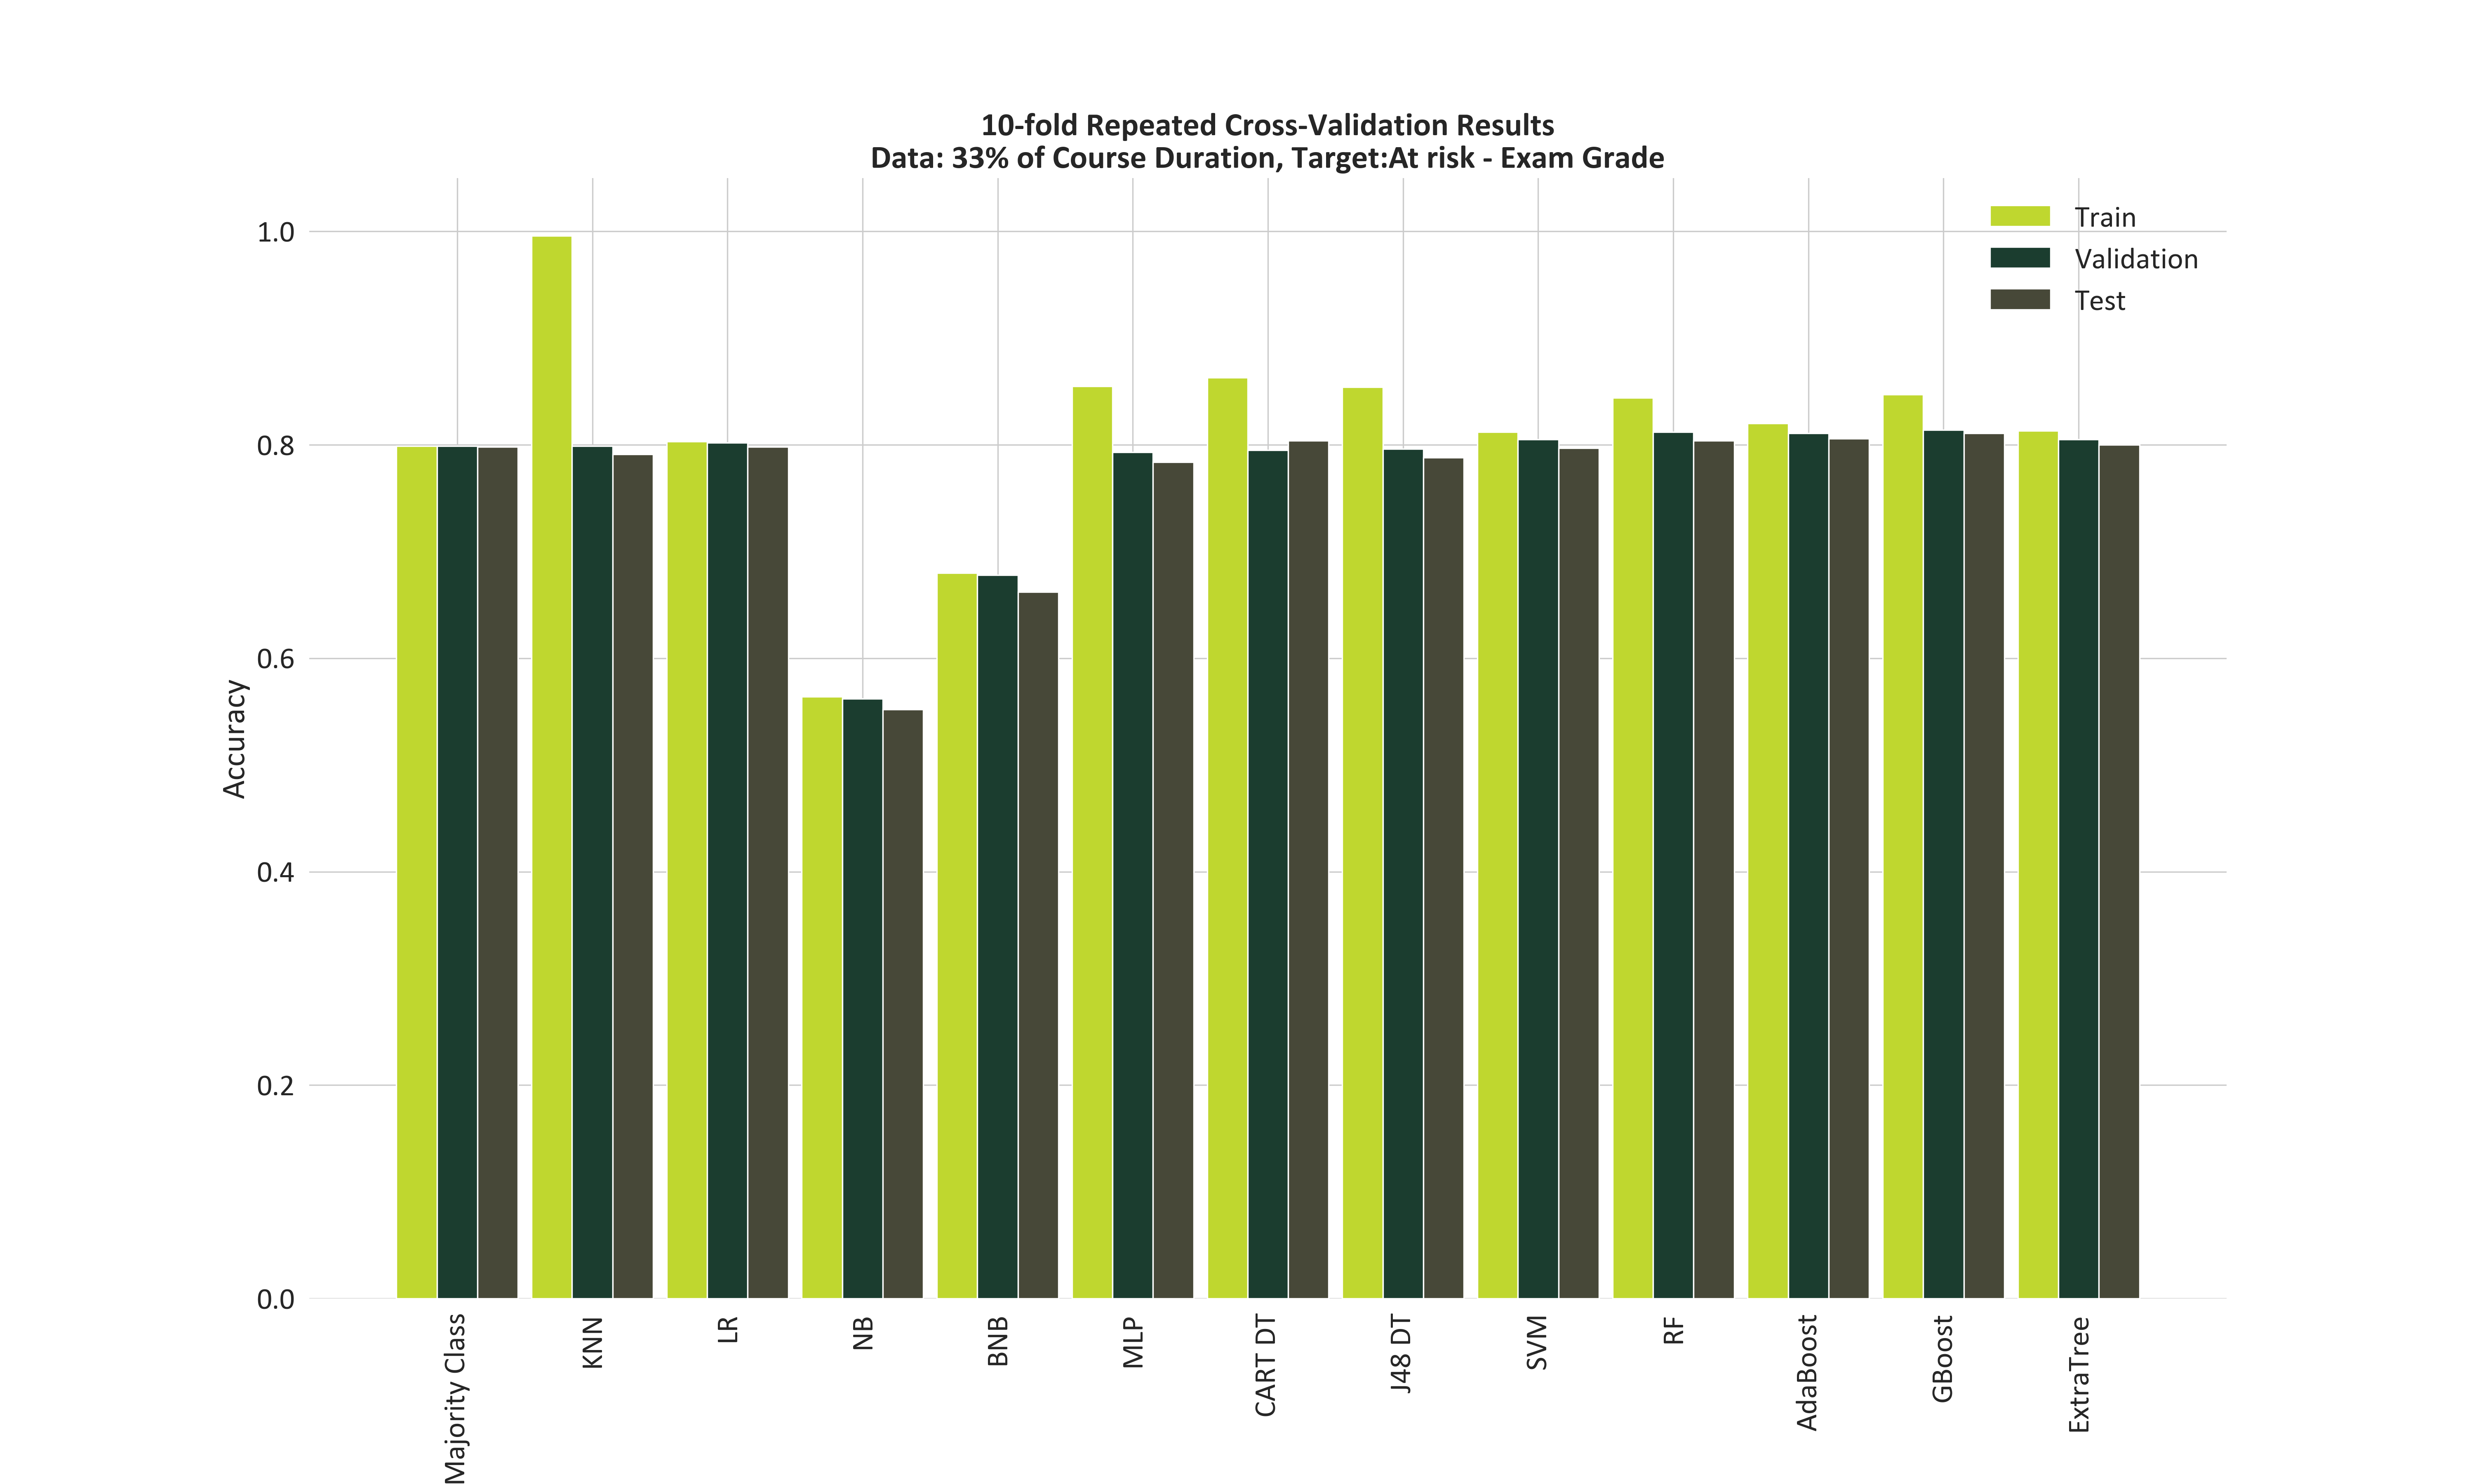 10-fold Repeated Cross-Validation Results
Data: 33% of Course Duration, Target:At risk - Exam Grade
Train
Validation
Test
1.0
0.8
0.6
0.4
0.2
0.0
Accuracy
Majority Class
KNN
LR
NB
BNB
MLP
CART DT
J48 DT
SVM
RF
AdaBoost
GBoost
ExtraTree